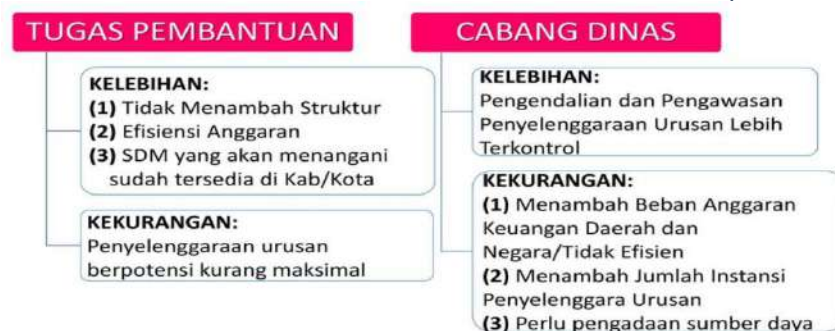 TUGAS PEMBANTUAN
KELEBIHAN:
(1) Tidak Menambah Struktur
(2) Efisiensi Anggaran
(3) SDM yang akan menangani
sudah tersedia di Kab/Kota
KEKURANGAN:
Penyelenggaraan urusan
berpotensi kurang maksimal
CABANG DINAS
KELEBIHAN:
Pengendalian dan Pengawasan
Penyelenggaraan Urusan Lebih
Terkontrol
KEKURANGAN:
(1) Menambah Beban Anggaran
Keuangan Daerah dan
Negara/Tidak Efisien
(2) Menambah Jumlah Instansi
Penyelenggara Urusan
(3) Perlu pengadaan sumber daya